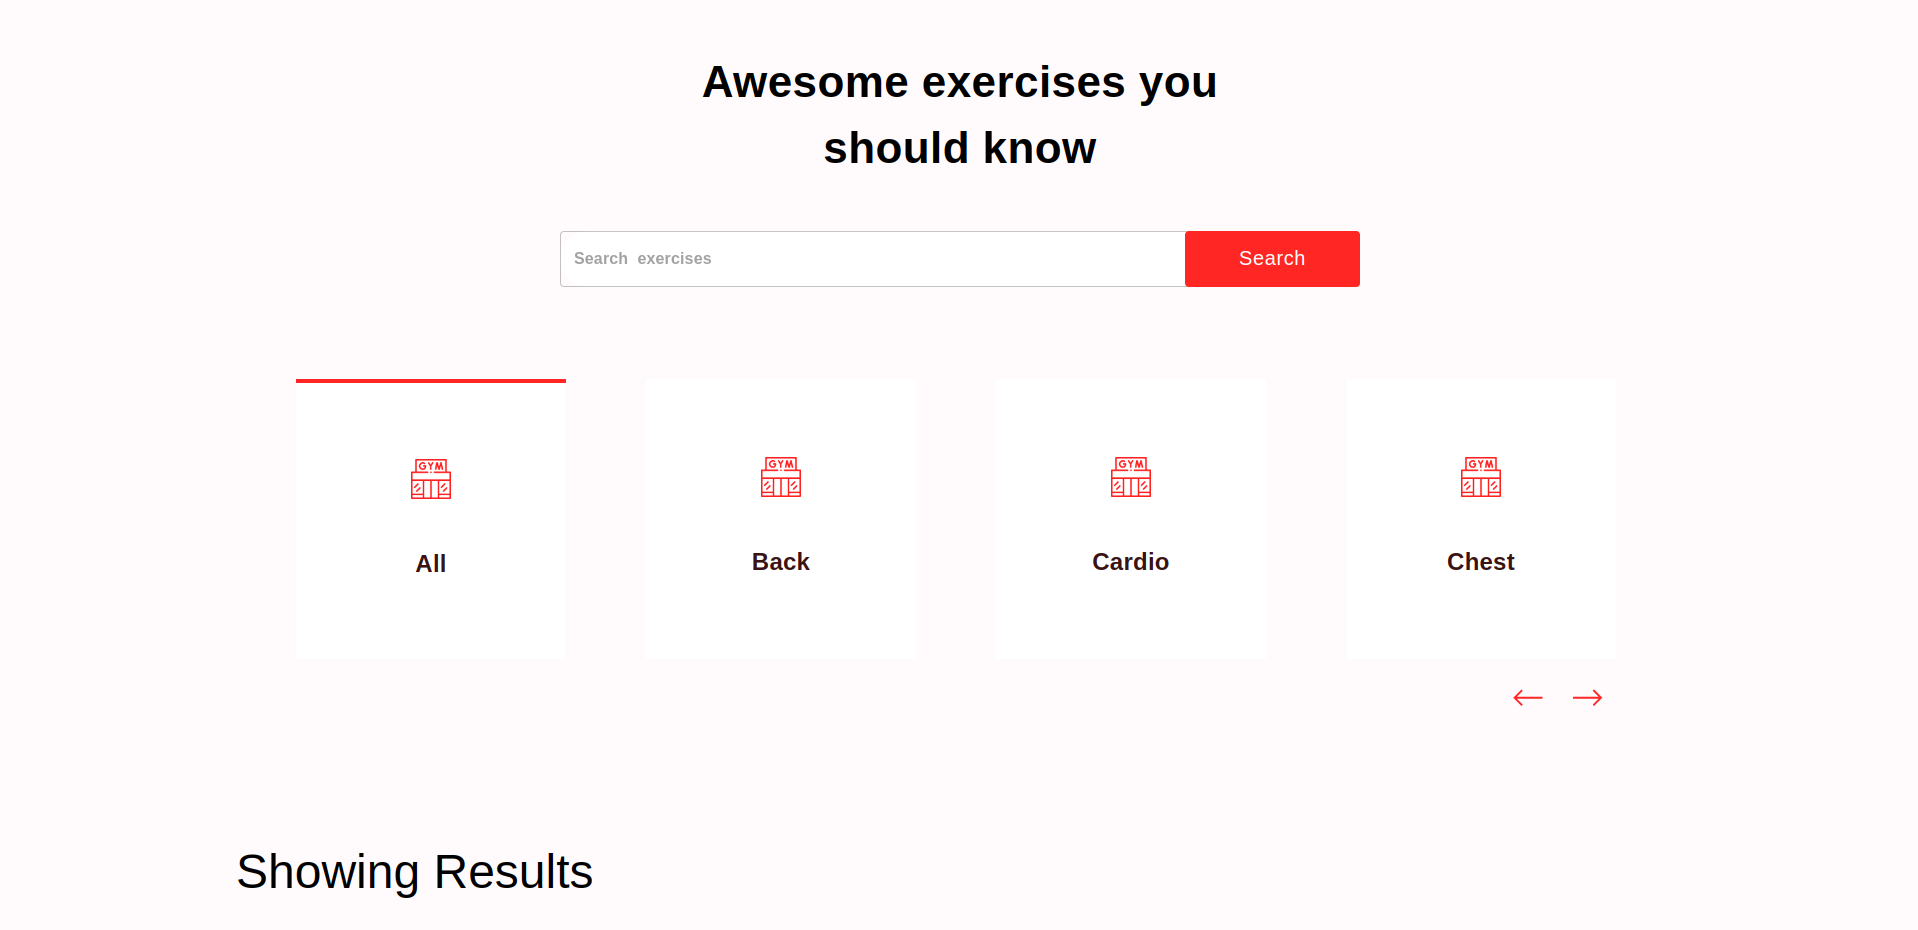 Awesome exercises you
should know
Search  exercises
Search
GYM
GYM
GYM
GYM
All
Back
Cardio
Chest
Showing Results